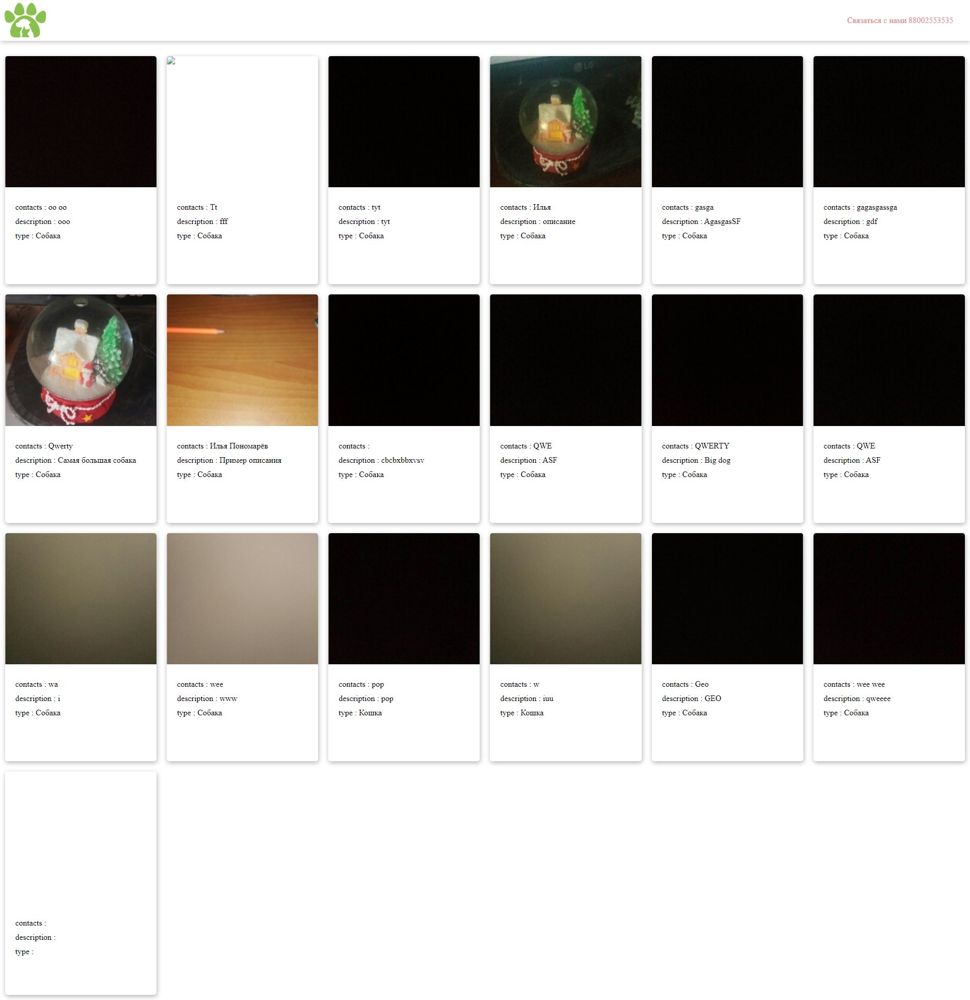 Связаться с нами 88002553535
LG
contacts : oo oo
description : ooo
type : Собака
contacts : Tt
description : fff
type : Собака
contacts : tyt
description : tyt
type : Собака
contacts : Илья
description : описание
type : Собака
contacts : gasga
description : AgasgasSF
type : Собака
contacts : gagasgassga
description : gdf
type : Собака
contacts : Qwerty
description : Самая большая собака
type : Собака
contacts : Илья Пономарёв
description : Пример описания
type : Собака
contacts :
description : cbcbxbbxvsv
type : Собака
contacts : QWE
description : ASF
type : Собака
contacts : QWERTY
description : Big dog
type : Собака
contacts : QWE
description : ASF
type : Собака
contacts : wa
description : i
type : Собака
contacts : wee
description : www
type : Собака
contacts : pop
description : pop
type : Кошка
contacts : w
description : iuu
type : Кошка
contacts : Geo
description : GEO
type : Собака
contacts : wee wee
description : qweeee
type : Собака
contacts :
description :
type :